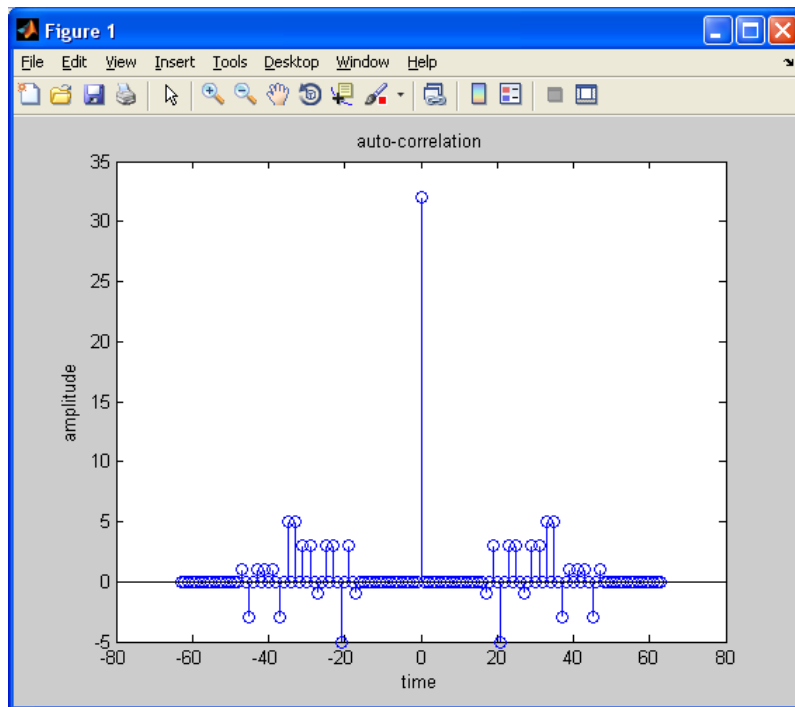 Figure 1
File Edit View Insert Tools Desktop Window Help
auto-correlation
35
30
25
20
15
10
5
0
-5
amplitude
-80 -60 -40 -20 0 20 40 60 80
time